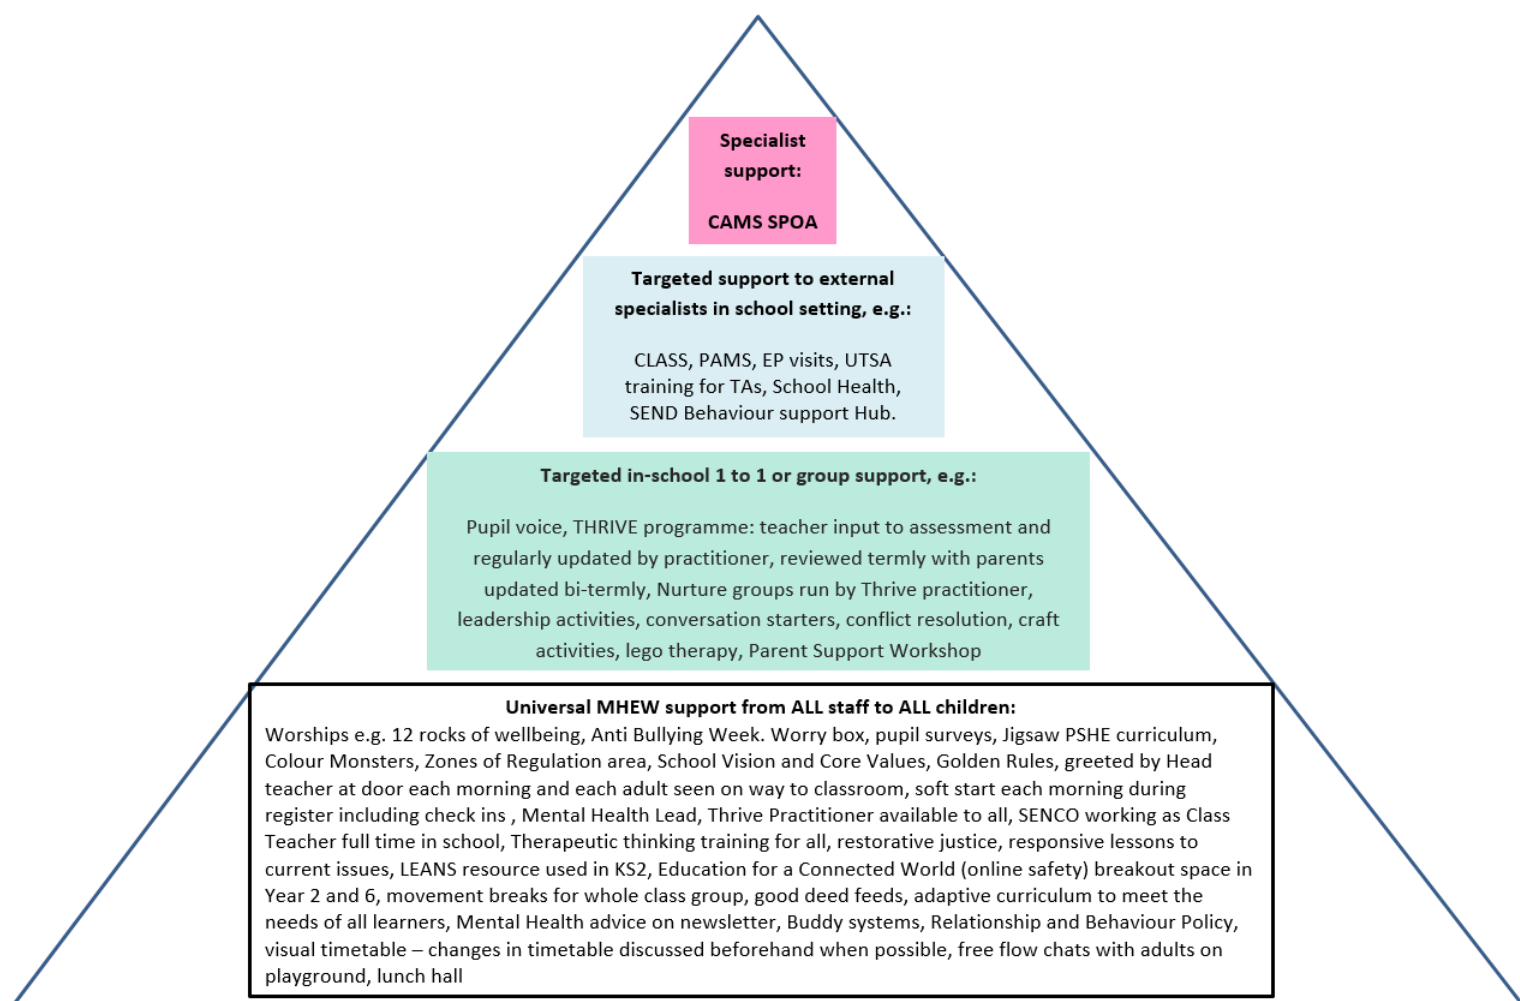 Specialist
support:
CAMS SPOA
Targeted support to external
specialists in school setting, e.g.:
CLASS, PAMS, EP visits, UTSA
training for TAs, School Health,
SEND Behaviour support Hub.
Targeted in-school 1 to 1 or group support, e.g.:
Pupil voice, THRIVE programme: teacher input to assessment and
regularly updated by practitioner, reviewed termly with parents
updated bi-termly, Nurture groups run by Thrive practitioner,
leadership activities, conversation starters, conflict resolution, craft
activities, lego therapy, Parent Support Workshop
Universal MHEW support from ALL staff to ALL children:
Worships e.g. 12 rocks of wellbeing, Anti Bullying Week. Worry box, pupil surveys, Jigsaw PSHE curriculum,
Colour Monsters, Zones of Regulation area, School Vision and Core Values, Golden Rules, greeted by Head
teacher at door each morning and each adult seen on way to classroom, soft start each morning during
register including check ins , Mental Health Lead, Thrive Practitioner available to all, SENCO working as Class
Teacher full time in school, Therapeutic thinking training for all, restorative justice, responsive lessons to
current issues, LEANS resource used in KS2, Education for a Connected World (online safety) breakout space in
Year 2 and 6, movement breaks for whole class group, good deed feeds, adaptive curriculum to meet the
needs of all learners, Mental Health advice on newsletter, Buddy systems, Relationship and Behaviour Policy,
visual timetable – changes in timetable discussed beforehand when possible, free flow chats with adults on
playground, lunch hall